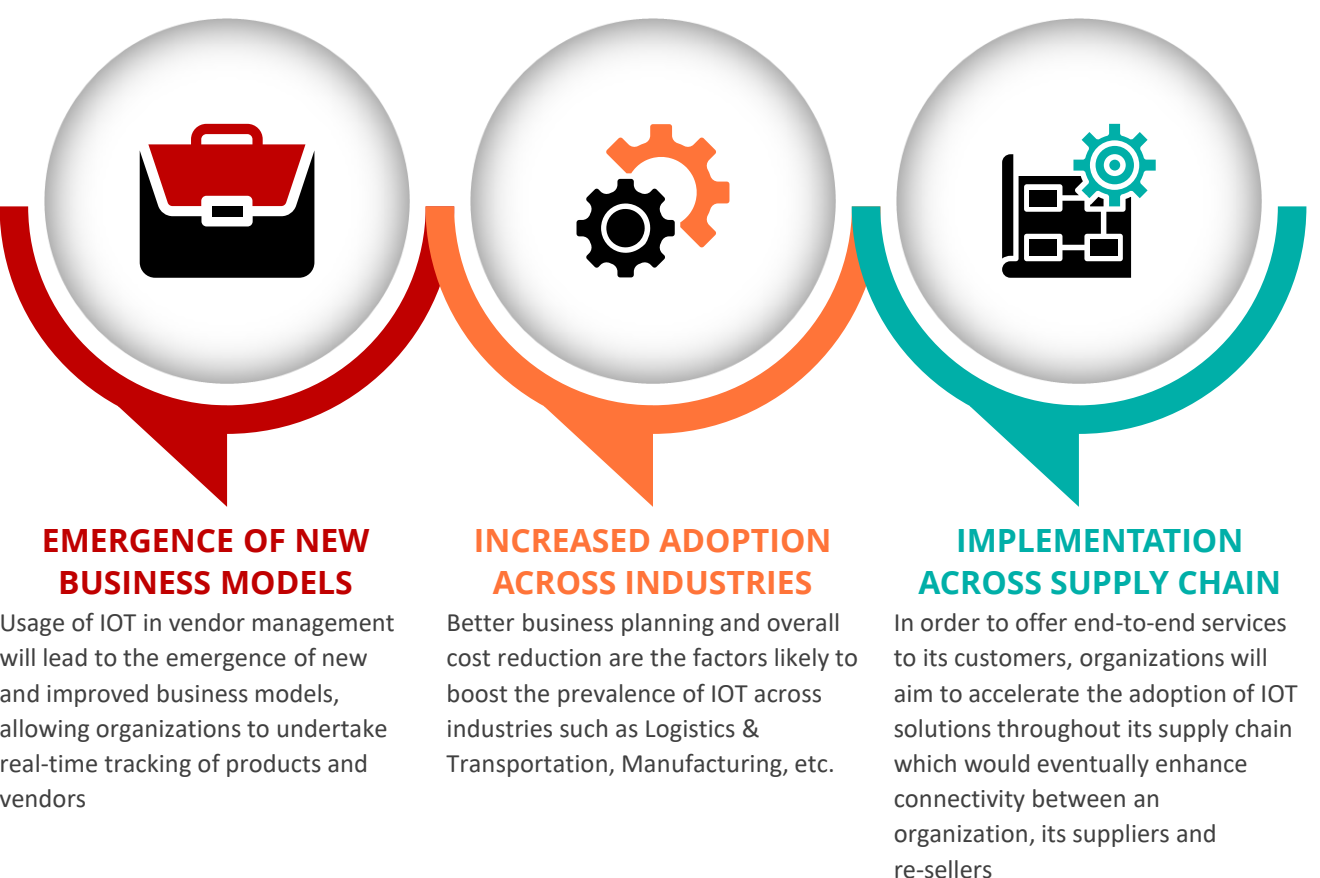 EMERGENCE OF NEW
BUSINESS MODELS
Usage of IOT in vendor management
will lead to the emergence of new
and improved business models,
allowing organizations to undertake
real-time tracking of products and
vendors
INCREASED ADOPTION
ACROSS INDUSTRIES
Better business planning and overall
cost reduction are the factors likely to
boost the prevalence of IOT across
industries such as Logistics &
Transportation, Manufacturing, etc.
IMPLEMENTATION
ACROSS SUPPLY CHAIN
In order to offer end-to-end services
to its customers, organizations will
aim to accelerate the adoption of IOT
solutions throughout its supply chain
which would eventually enhance
connectivity between an
organization, its suppliers and
re-sellers